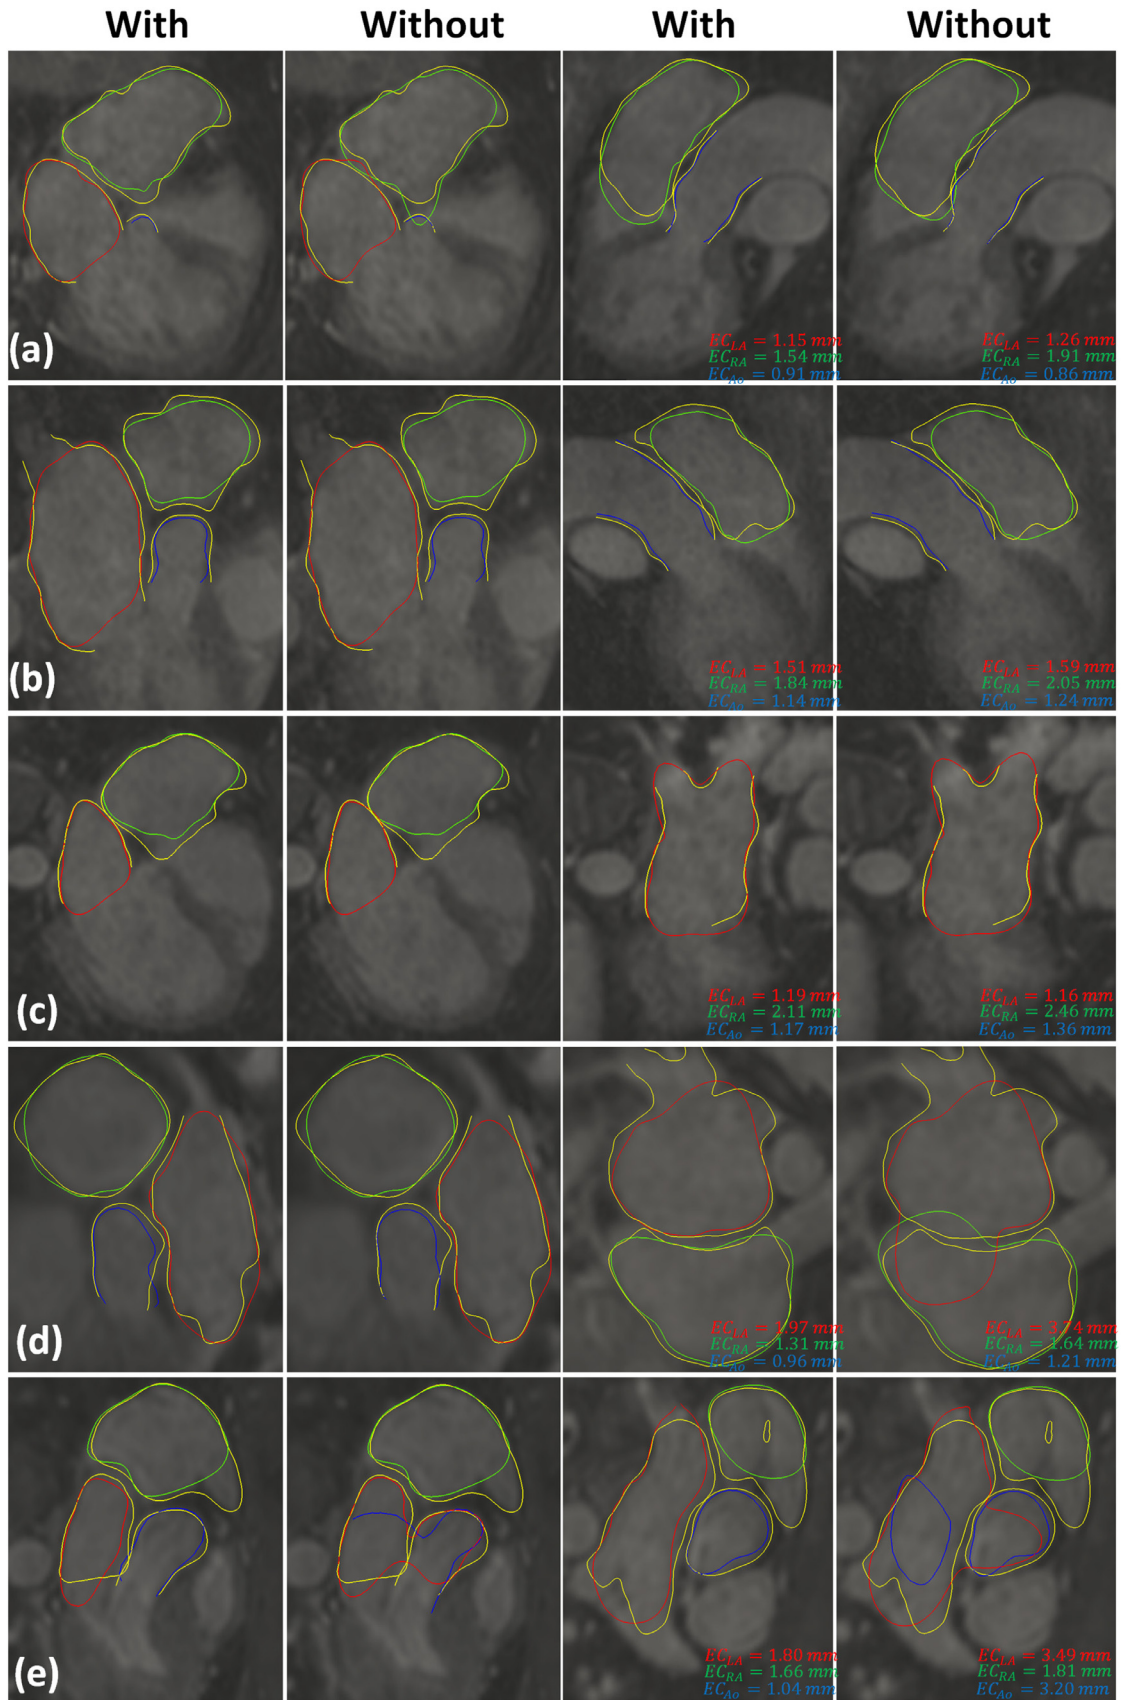 With Without With Without
(a)
EC_LA = 1.15 mm
EC_RA = 1.54 mm
EC_Ao = 0.91 mm
EC_LA = 1.26 mm
EC_RA = 1.91 mm
EC_Ao = 0.86 mm
(b)
EC_LA = 1.51 mm
EC_RA = 1.84 mm
EC_Ao = 1.14 mm
EC_LA = 1.59 mm
EC_RA = 2.05 mm
EC_Ao = 1.24 mm
(c)
EC_LA = 1.19 mm
EC_RA = 2.11 mm
EC_Ao = 1.17 mm
EC_LA = 1.16 mm
EC_RA = 2.46 mm
EC_Ao = 1.36 mm
(d)
EC_LA = 1.97 mm
EC_RA = 1.31 mm
EC_Ao = 0.96 mm
EC_LA = 3.74 mm
EC_RA = 1.64 mm
EC_Ao = 1.21 mm
(e)
EC_LA = 1.80 mm
EC_RA = 1.66 mm
EC_Ao = 1.04 mm
EC_LA = 3.49 mm
EC_RA = 1.81 mm
EC_Ao = 3.20 mm